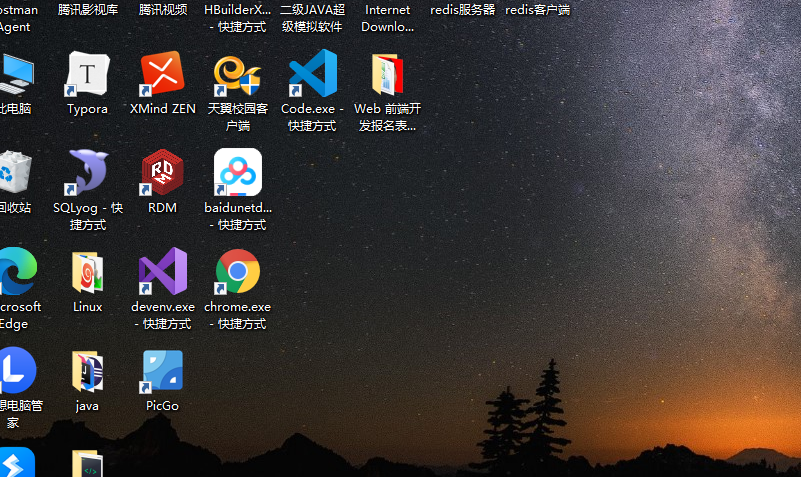 ostman 腾讯影视库 腾讯视频 HBuilderX... 二级JAVA超 Internet redis服务器 redis客户端
Agent - 快捷方式 级模拟软件 Downlo...
此电脑 Typora XMind ZEN 天翼校园客 Code.exe - Web 前端开
户端 快捷方式 发报名表...
回收站 SQLyog - 快 RDM baidunetd...
捷方式 - 快捷方式
crosoft Linux devenv.exe chrome.exe
Edge - 快捷方式 - 快捷方式
想电脑管 java PicGo
家